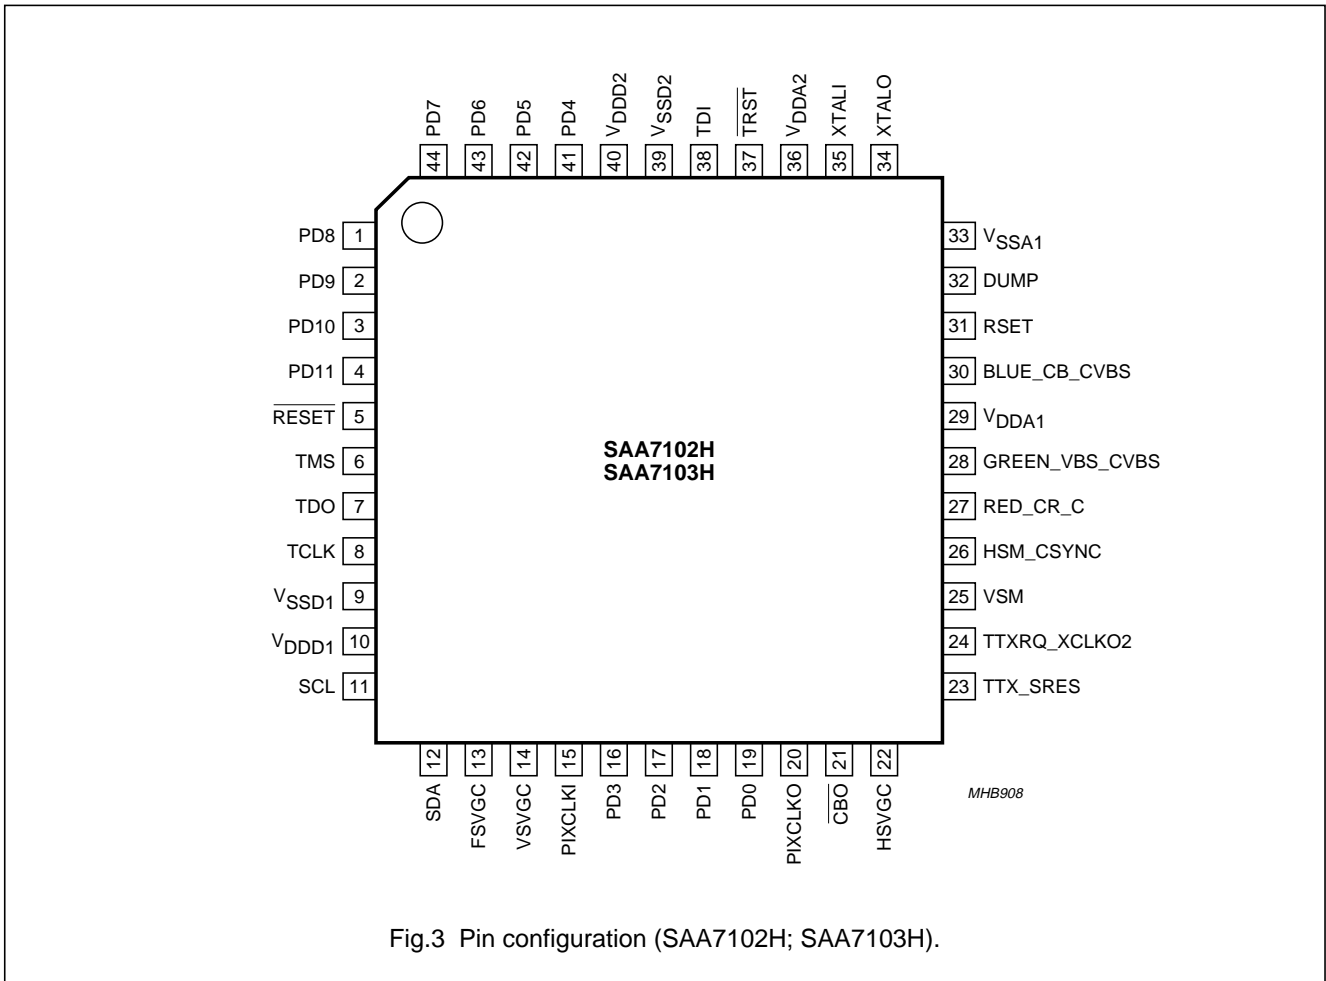 44 PD7
43 PD6
42 PD5
41 PD4
40 VDDD2
39 VSSD2
38 TDI
37 TRST
36 VDDA2
35 XTALI
34 XTALO
PD8 1
PD9 2
PD10 3
PD11 4
RESET 5
TMS 6
TDO 7
TCLK 8
VSSD1 9
VDDD1 10
SCL 11
SAA7102H
SAA7103H
33 VSSA1
32 DUMP
31 RSET
30 BLUE_CB_CVBS
29 VDDA1
28 GREEN_VBS_CVBS
27 RED_CR_C
26 HSM_CSYNC
25 VSM
24 TTXRQ_XCLKO2
23 TTX_SRES
SDA 12
FSVGC 13
VSVGC 14
PIXCLKI 15
PD3 16
PD2 17
PD1 18
PD0 19
PIXCLKO 20
CBO 21
HSVGC 22
MHB908
Fig.3 Pin configuration (SAA7102H; SAA7103H).